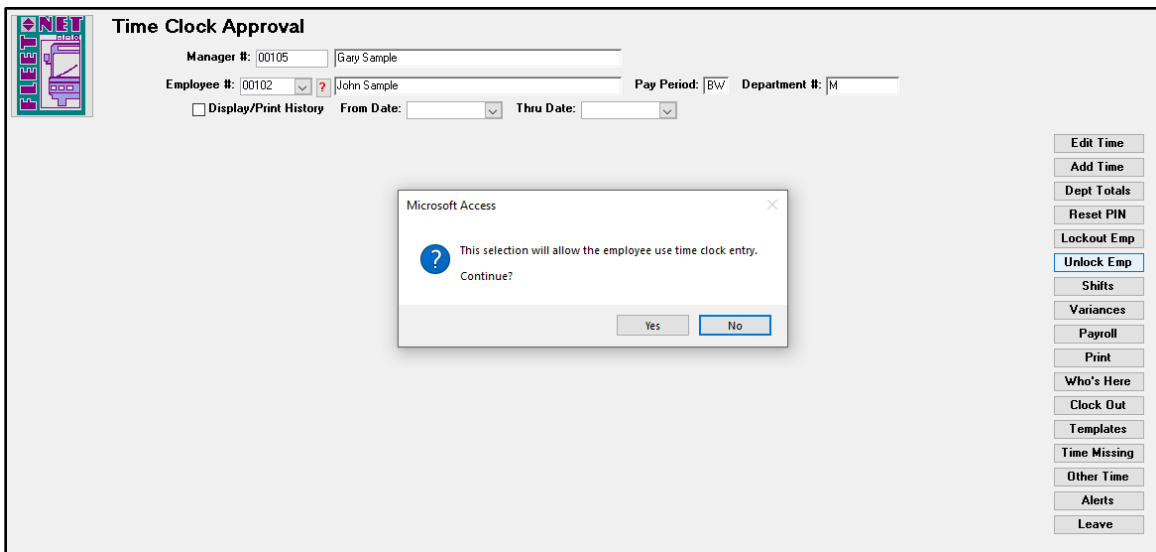 FLEET NET
Time Clock Approval
Manager #: 00105 Gary Sample
Employee #: 00102 ? John Sample Pay Period: BW Department #: M
Display/Print History From Date: Thru Date:
Edit Time
Add Time
Dept Totals
Reset PIN
Lockout Emp
Unlock Emp
Shifts
Variances
Payroll
Print
Who's Here
Clock Out
Templates
Time Missing
Other Time
Alerts
Leave
Microsoft Access
This selection will allow the employee use time clock entry.
Continue?
Yes No